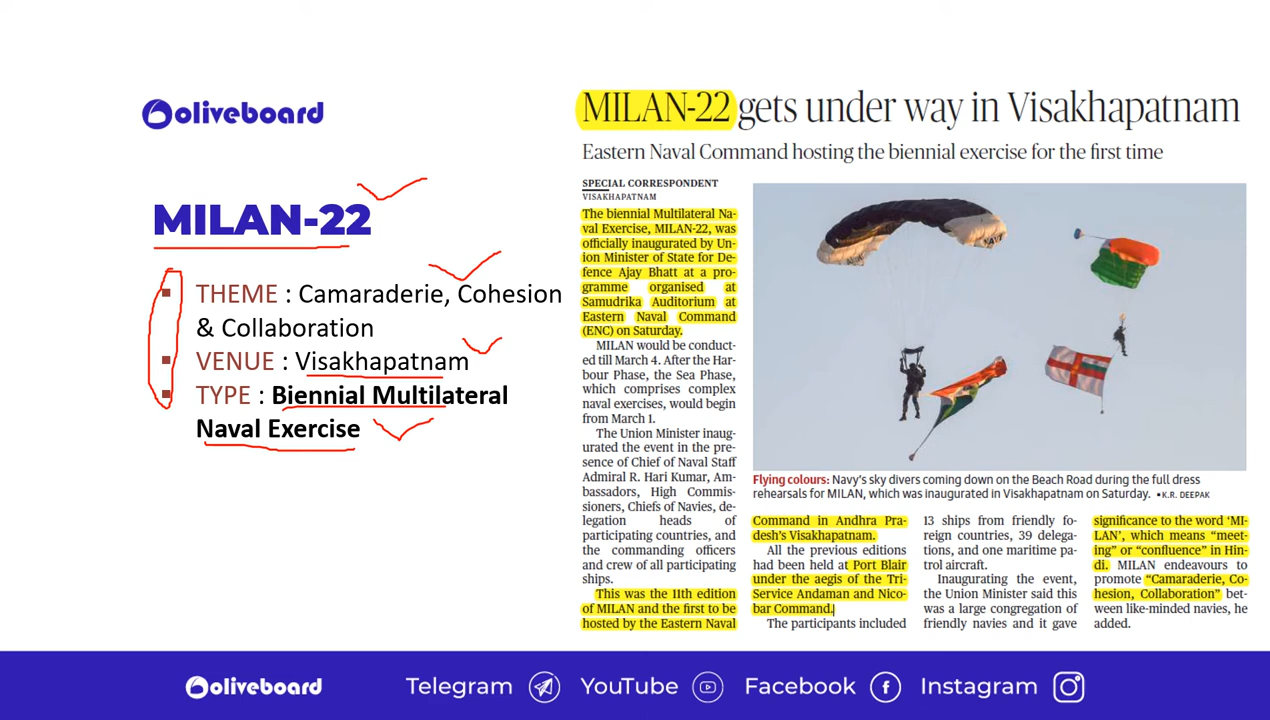 oliveboard
MILAN-22
THEME : Camaraderie, Cohesion
& Collaboration
VENUE : Visakhapatnam
TYPE : Biennial Multilateral
Naval Exercise
MILAN-22 gets under way in Visakhapatnam
Eastern Naval Command hosting the biennial exercise for the first time
SPECIAL CORRESPONDENT
VISAKHAPATNAM
The biennial Multilateral Na-
val Exercise, MILAN-22, was
officially inaugurated by Un-
ion Minister of State for De-
fence Ajay Bhatt at a pro-
gramme organised at
Samudrika Auditorium at
Eastern Naval Command
(ENC) on Saturday.
MILAN would be conduct-
ed till March 4. After the Har-
bour Phase, the Sea Phase,
which comprises complex
naval exercises, would begin
from March 1.
The Union Minister inaug-
urated the event in the pre-
sence of Chief of Naval Staff
Admiral R. Hari Kumar, Am-
bassadors, High Commis-
sioners, Chiefs of Navies, de-
legation heads of
participating countries, and
the commanding officers
and crew of all participating
ships.
This was the 11th edition
of MILAN and the first to be
hosted by the Eastern Naval
NAVY
Flying colours: Navy's sky divers coming down on the Beach Road during the full dress
rehearsals for MILAN, which was inaugurated in Visakhapatnam on Saturday. ▪K.R. DEEPAK
Command in Andhra Pra-
desh's Visakhapatnam.
All the previous editions
had been held at Port Blair
under the aegis of the Tri-
Service Andaman and Nico-
bar Command.
The participants included
13 ships from friendly fo-
reign countries, 39 delega-
tions, and one maritime pa-
trol aircraft.
Inaugurating the event,
the Union Minister said this
was a large congregation of
friendly navies and it gave
significance to the word 'MI-
LAN', which means "meet-
ing" or "confluence" in Hin-
di. MILAN endeavours to
promote "Camaraderie, Co-
hesion, Collaboration" bet-
ween like-minded navies, he
added.
oliveboard Telegram YouTube Facebook Instagram